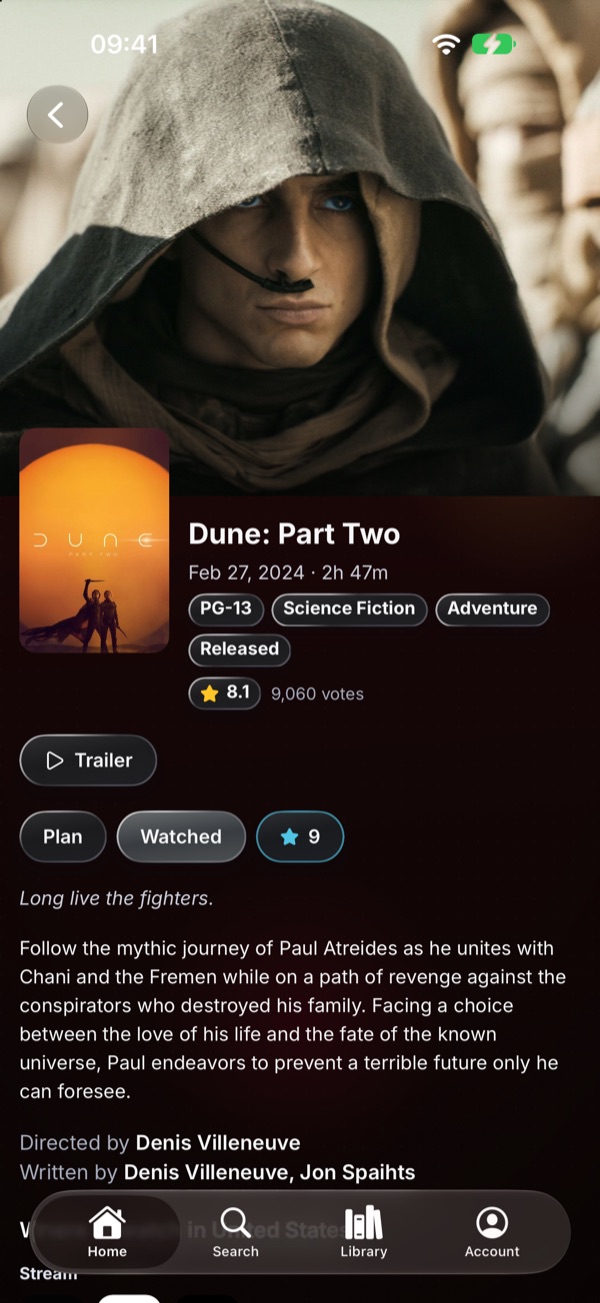 09:41
DUNE
PART TWO
Dune: Part Two
Feb 27, 2024 · 2h 47m
PG-13 Science Fiction Adventure
Released
8.1 9,060 votes
Trailer
Plan Watched 9
Long live the fighters.
Follow the mythic journey of Paul Atreides as he unites with
Chani and the Fremen while on a path of revenge against the
conspirators who destroyed his family. Facing a choice
between the love of his life and the fate of the known
universe, Paul endeavors to prevent a terrible future only he
can foresee.
Directed by Denis Villeneuve
Written by Denis Villeneuve, Jon Spaihts
in United States
Home Search Library Account
Stream